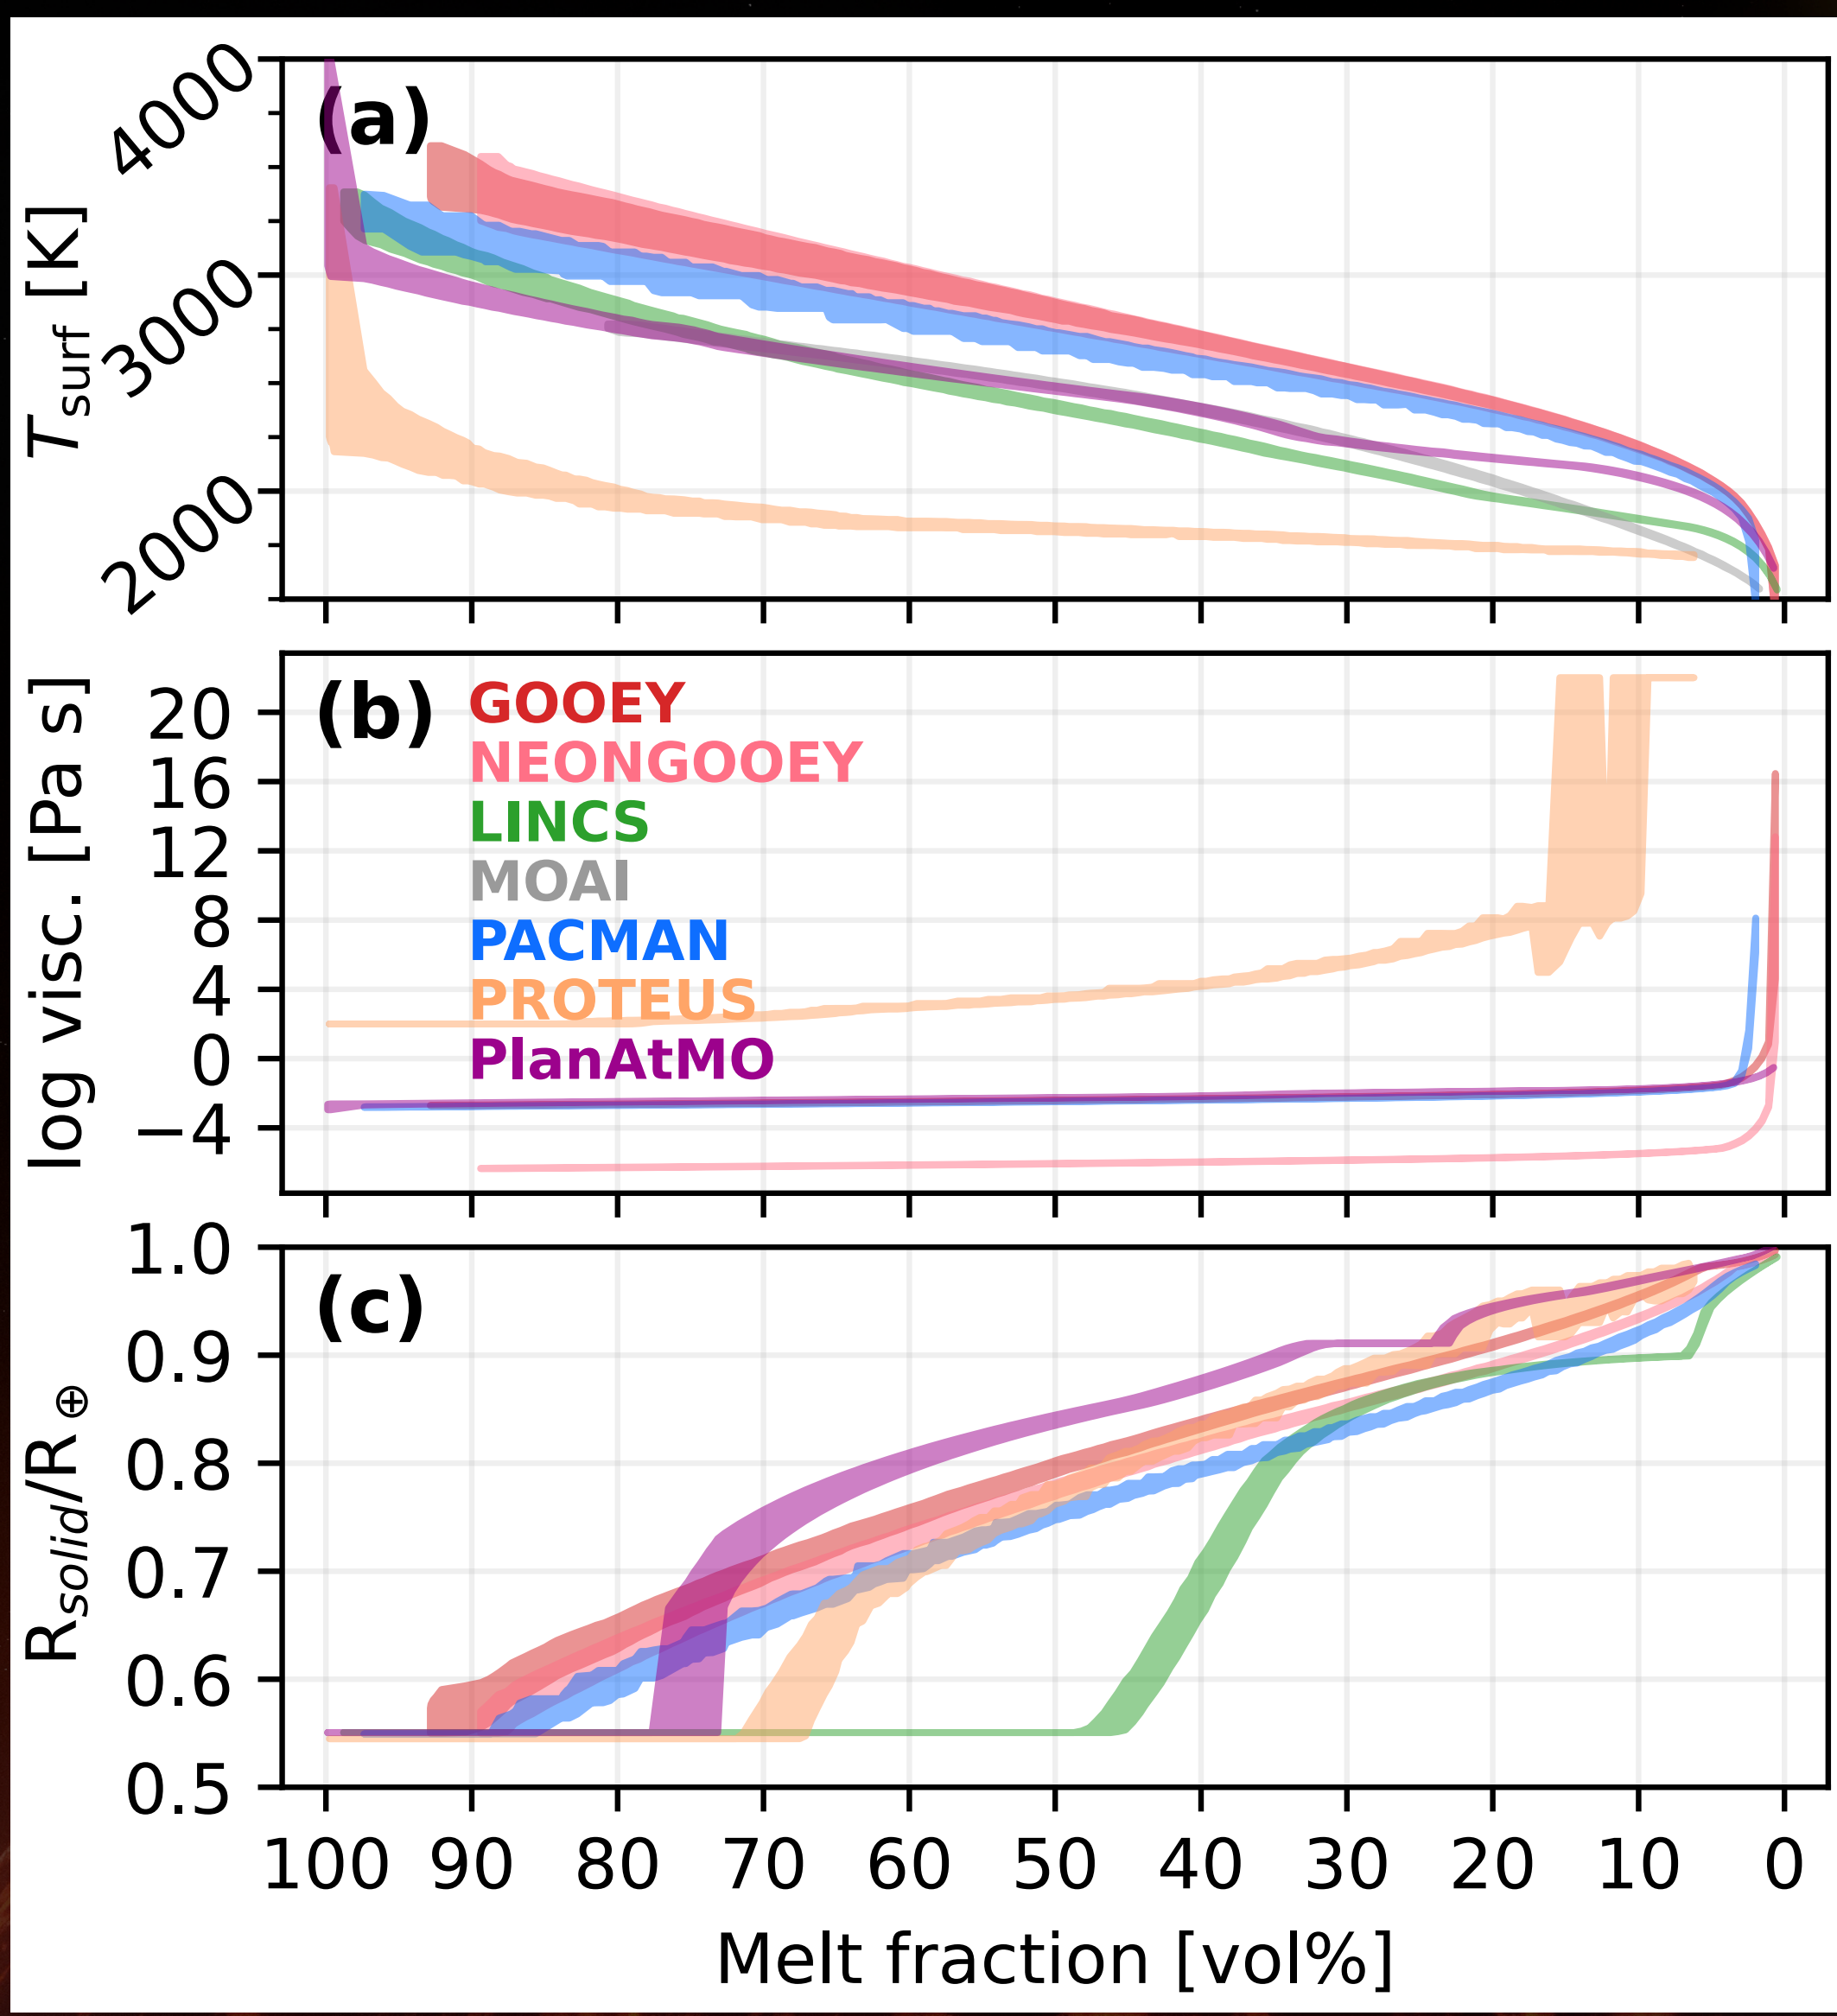 (a)
4000
3000
2000
T_surf [K]
(b)
GOOEY
NEONGOOEY
LINCS
MOAI
PACMAN
PROTEUS
PlanAtMO
20
16
12
8
4
0
−4
log visc. [Pa s]
(c)
1.0
0.9
0.8
0.7
0.6
0.5
R_solid/R_⊕
100 90 80 70 60 50 40 30 20 10 0
Melt fraction [vol%]